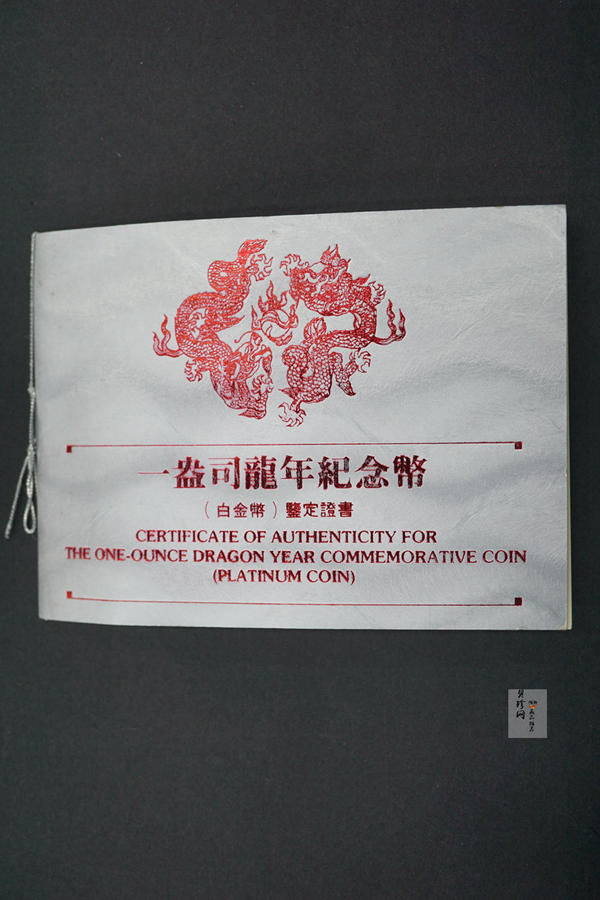 一盎司龍年紀念幣
（白金幣）鑒定證書
CERTIFICATE OF AUTHENTICITY FOR
THE ONE-OUNCE DRAGON YEAR COMMEMORATIVE COIN
(PLATINUM COIN)